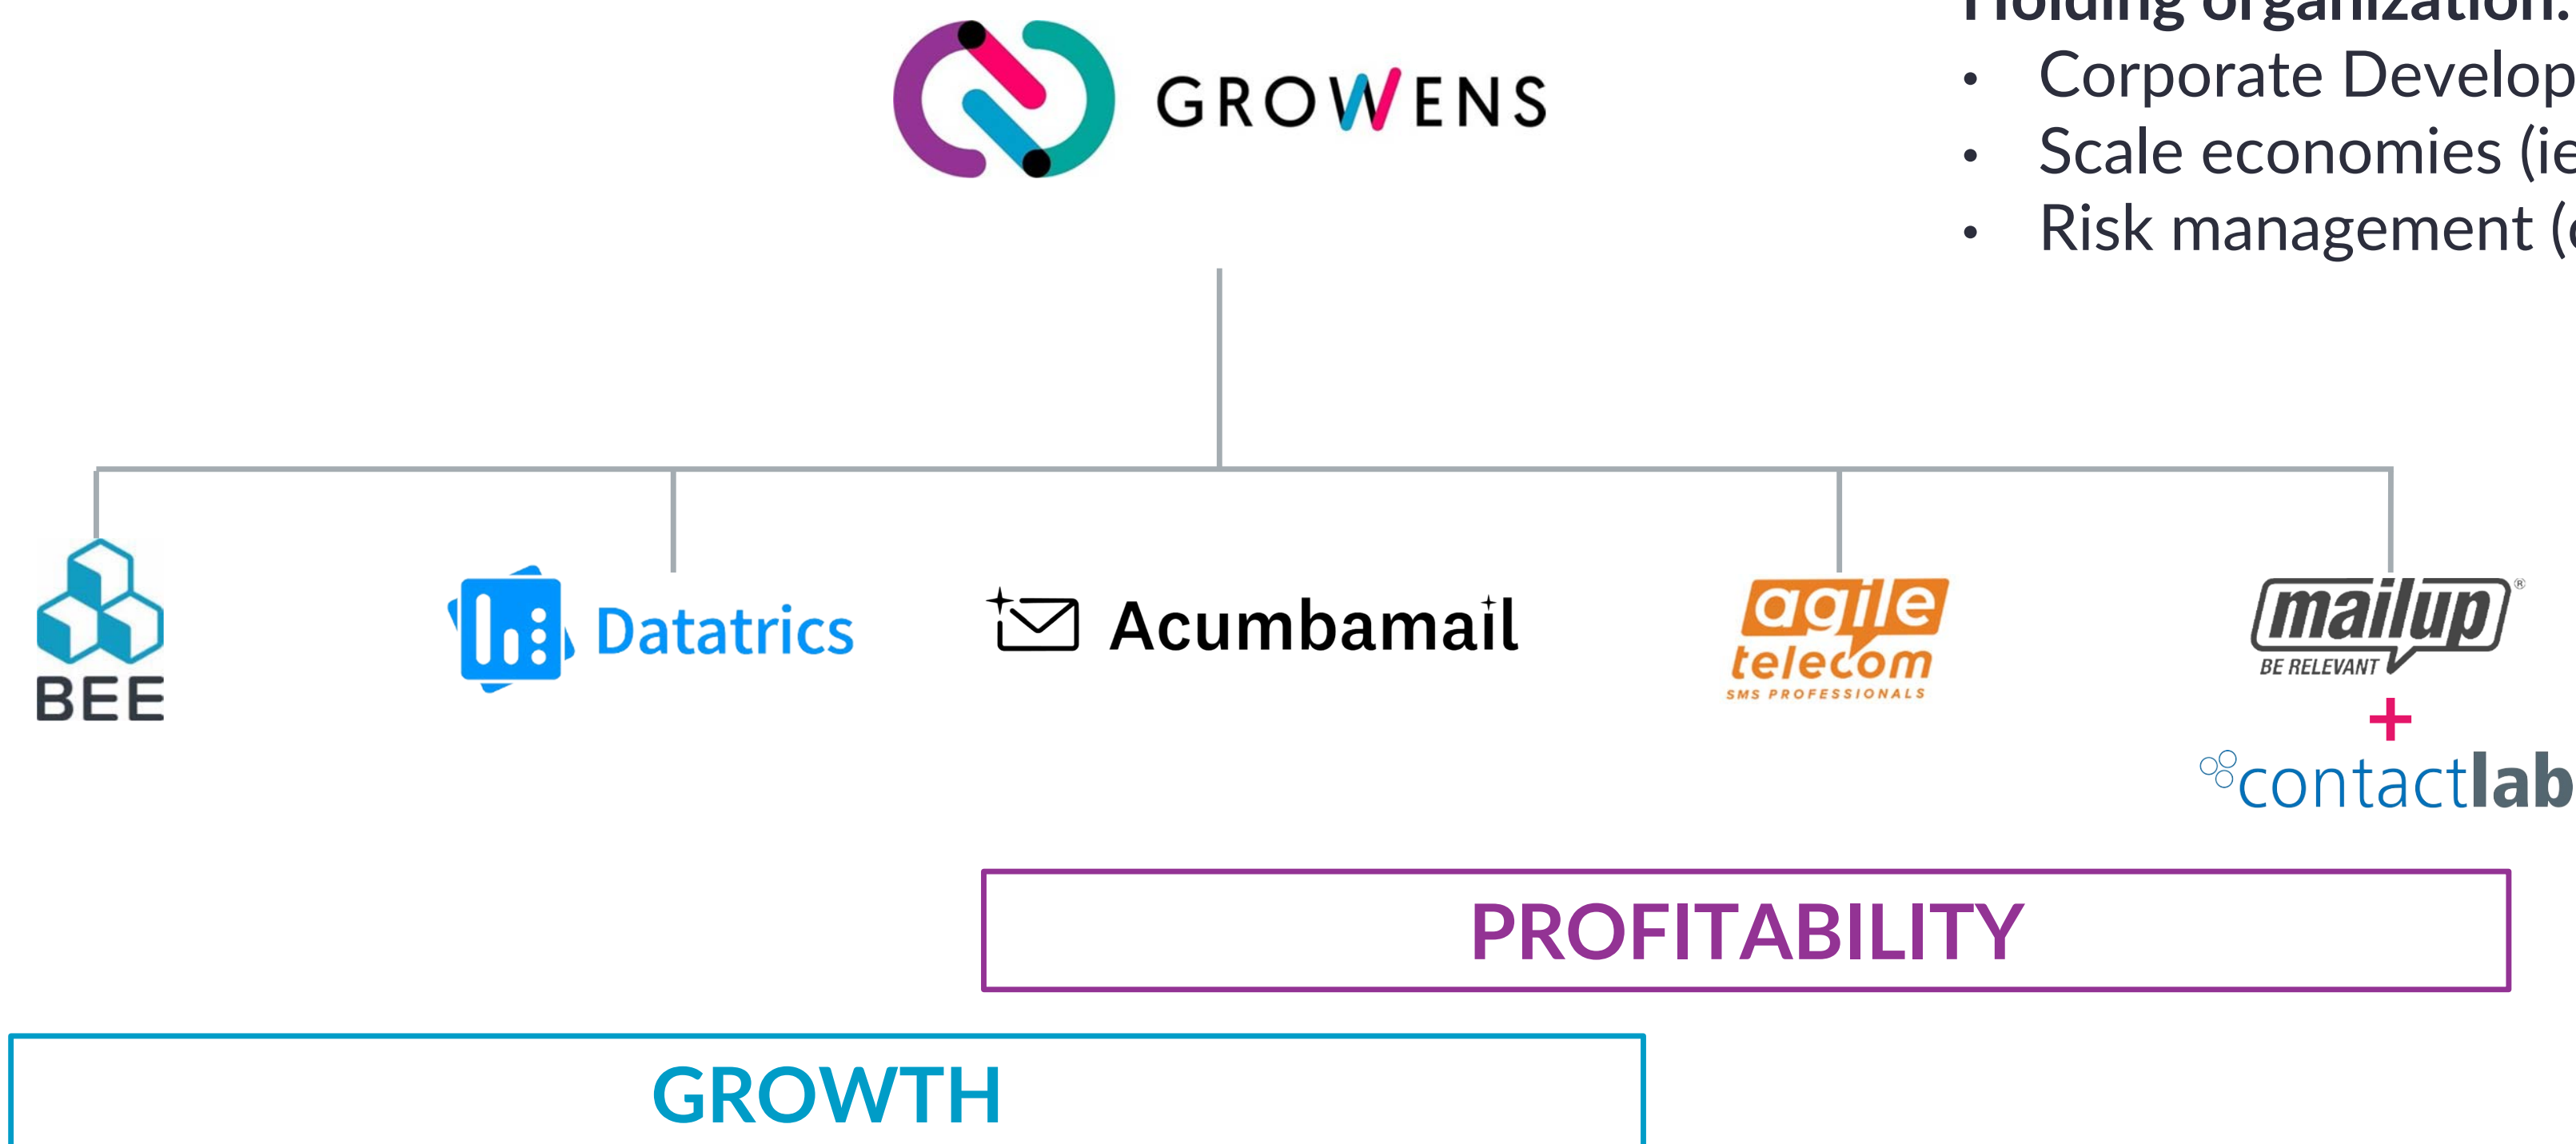 Holding organization:
• Corporate Develop
• Scale economies (ie
• Risk management (
GROWENS
BEE
Datatrics
Acumbamail
agile
telecom
SMS PROFESSIONALS
mailup®
BE RELEVANT
+
contactlab
PROFITABILITY
GROWTH